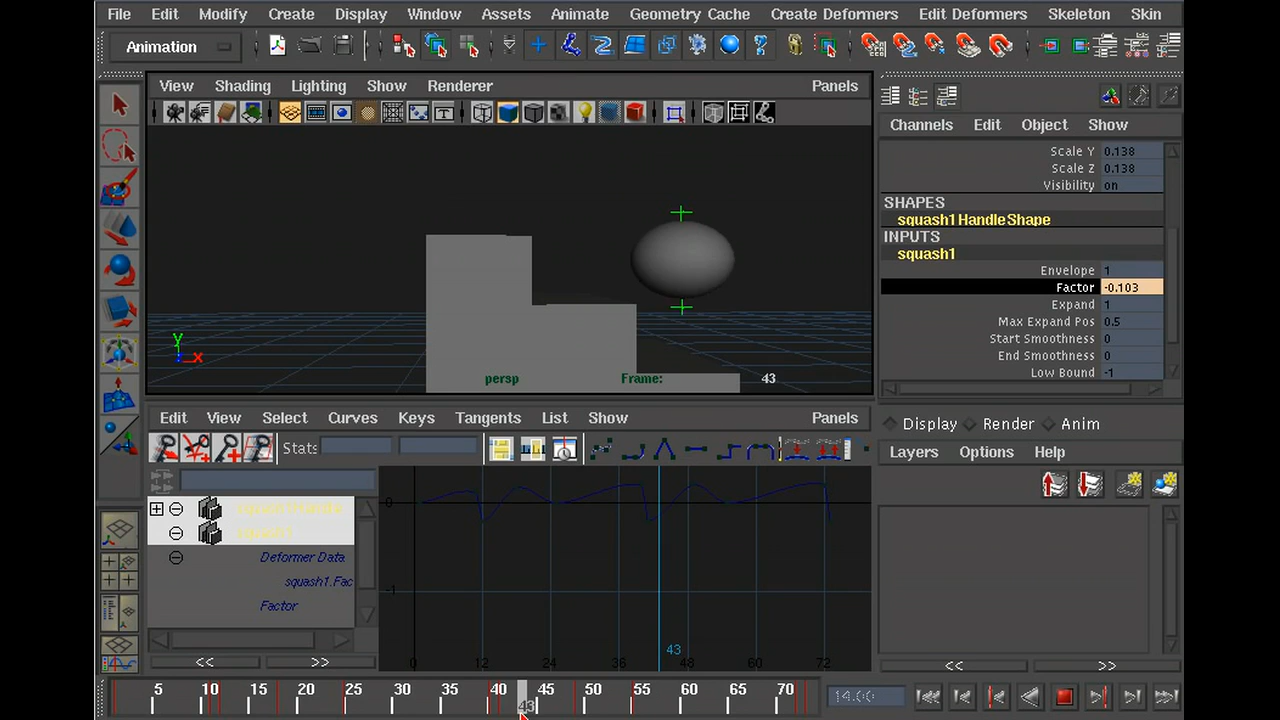 File Edit Modify Create Display Window Assets Animate Geometry Cache Create Deformers Edit Deformers Skeleton Skin
Animation
View Shading Lighting Show Renderer Panels
Channels Edit Object Show
Scale Y 0.138
Scale Z 0.138
Visibility on
SHAPES
squash1HandleShape
INPUTS
squash1
Envelope 1
Factor -0.103
Expand 1
Max Expand Pos 0.5
Start Smoothness 0
End Smoothness 0
Low Bound -1
persp Frame: 43
Edit View Select Curves Keys Tangents List Show Panels
Stats
squash1Handle
squash1
Deformer Data
squash1.Fac
Factor
0
-1
43
0 12 24 36 48 60 72
<< >>
Display Render Anim
Layers Options Help
<< >>
5 10 15 20 25 30 35 40 45 50 55 60 65 70
43
14.00